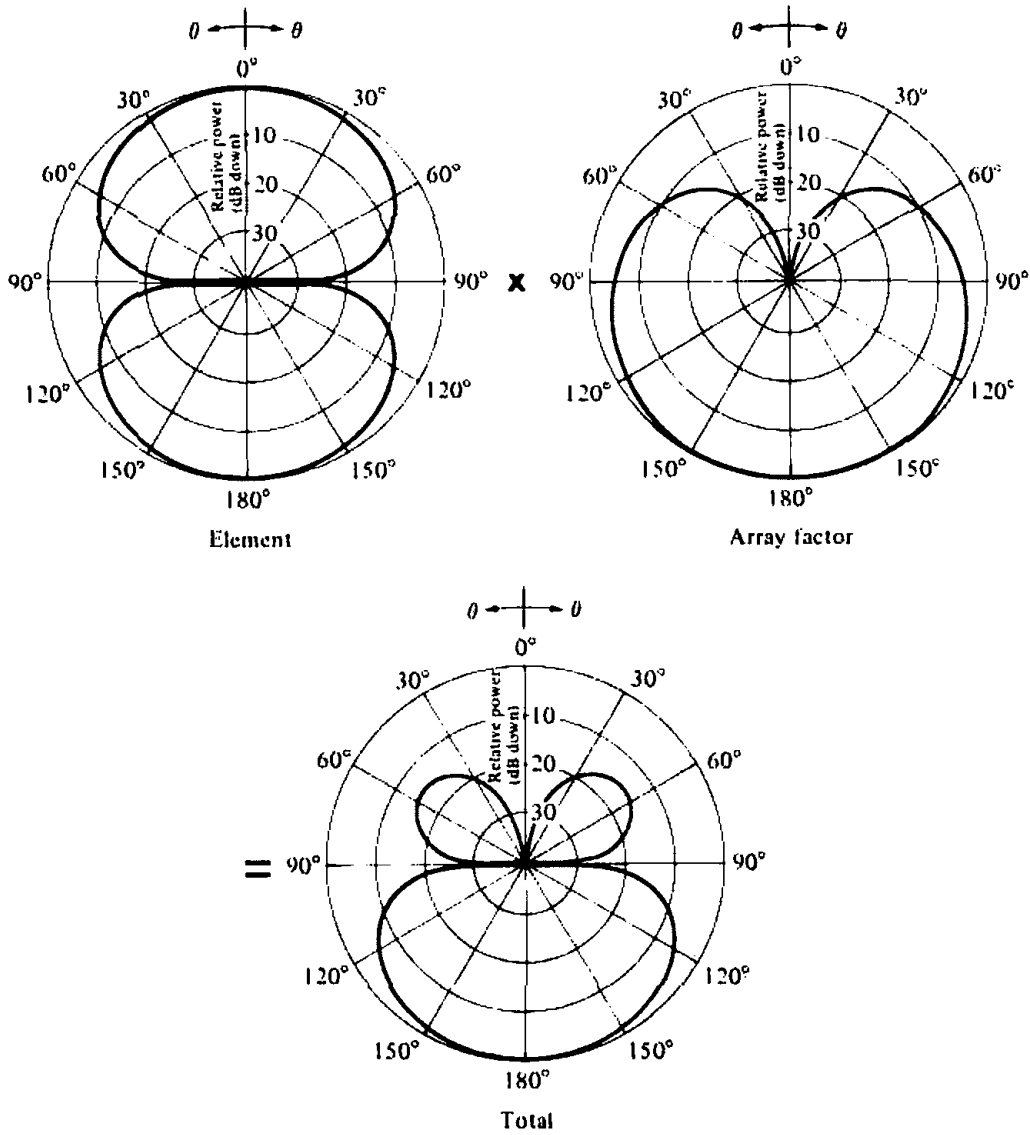 θ θ
0°
30° 30°
60° 60°
90° 90°
120° 120°
150° 150°
180°
Relative power
(dB down)
10
20
30
Element
x
θ θ
0°
30° 30°
60° 60°
90° 90°
120° 120°
150° 150°
180°
Relative power
(dB down)
10
20
30
Array factor
=
θ θ
0°
30° 30°
60° 60°
90° 90°
120° 120°
150° 150°
180°
Relative power
(dB down)
10
20
30
Total